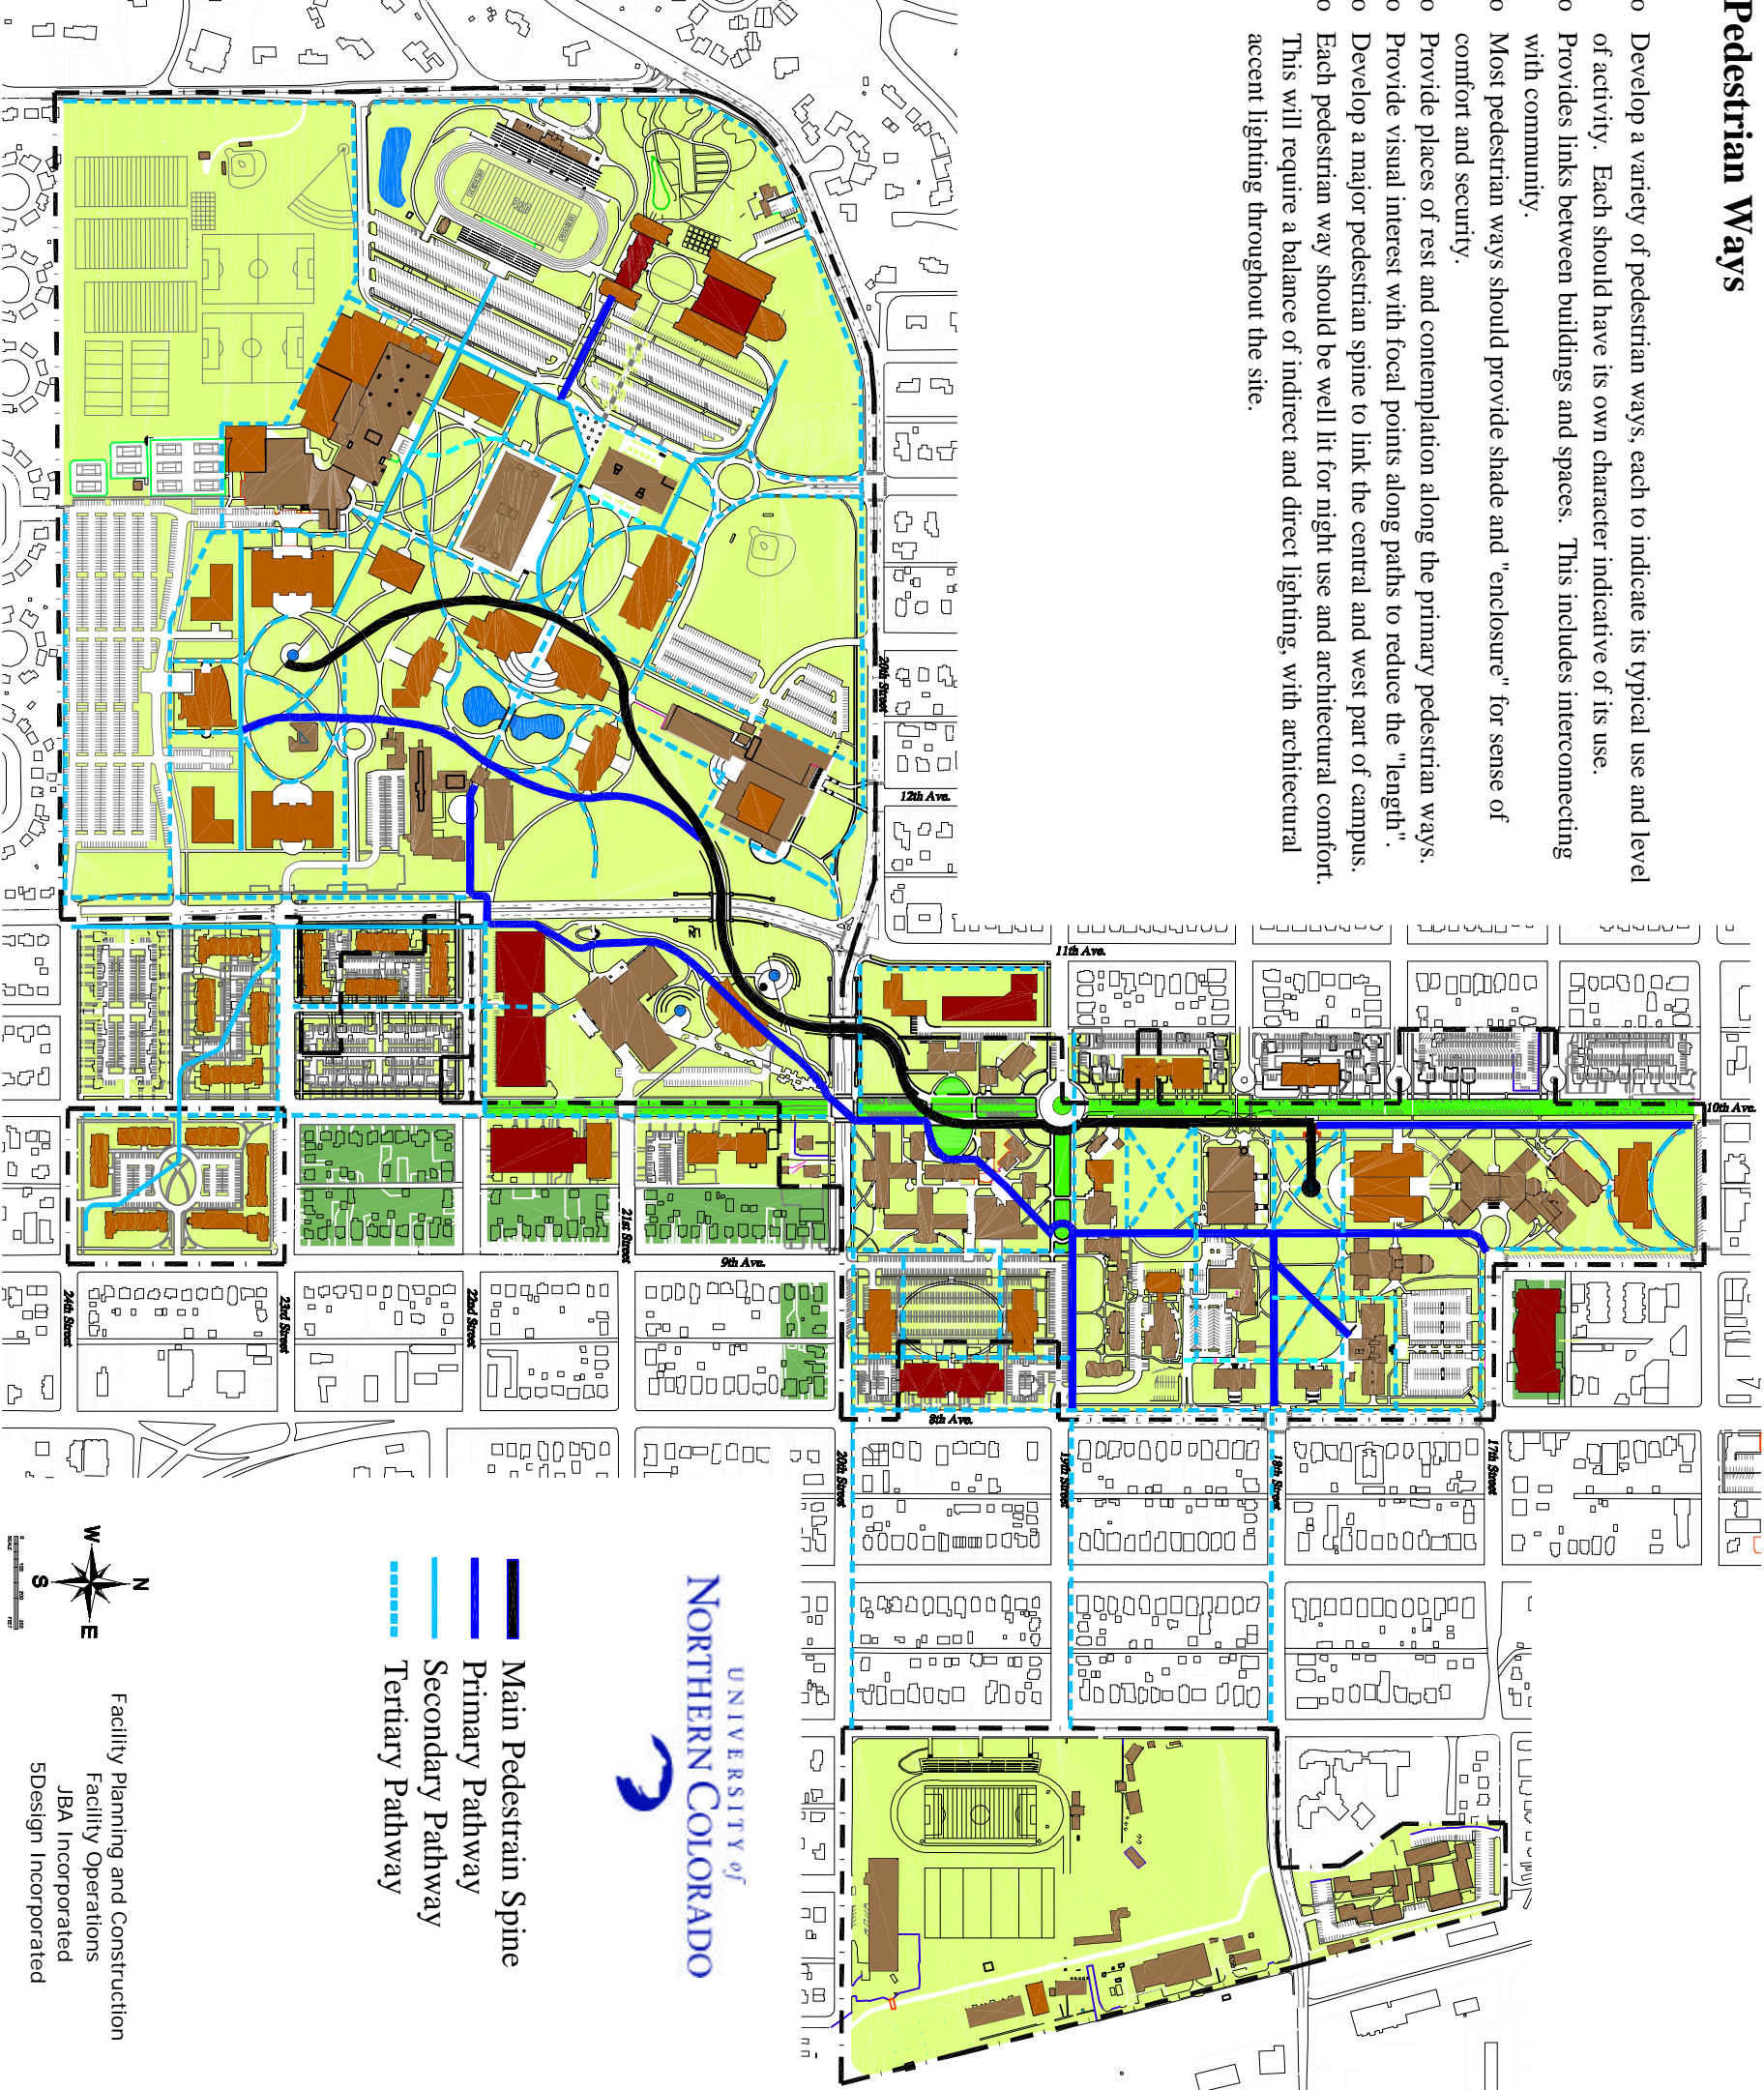 Pedestrian Ways
o Develop a variety of pedestrian ways, each to indicate its typical use and level
of activity. Each should have its own character indicative of its use.
o Provides links between buildings and spaces. This includes interconnecting
with community.
o Most pedestrian ways should provide shade and "enclosure" for sense of
comfort and security.
o Provide places of rest and contemplation along the primary pedestrian ways.
o Provide visual interest with focal points along paths to reduce the "length".
o Develop a major pedestrian spine to link the central and west part of campus.
o Each pedestrian way should be well lit for night use and architectural comfort.
This will require a balance of indirect and direct lighting, with architectural
accent lighting throughout the site.
20th Street
12th Ave.
11th Ave.
10th Ave.
21st Street
9th Ave.
24th Street
23rd Street
22nd Street
8th Ave.
20th Street
19th Street
18th Street
17th Street
UNIVERSITY of
NORTHERN COLORADO
Main Pedestrain Spine
Primary Pathway
Secondary Pathway
Tertiary Pathway
N
W
E
S
SCALE
FEET
Facility Planning and Construction
Facility Operations
JBA Incorporated
5Design Incorporated